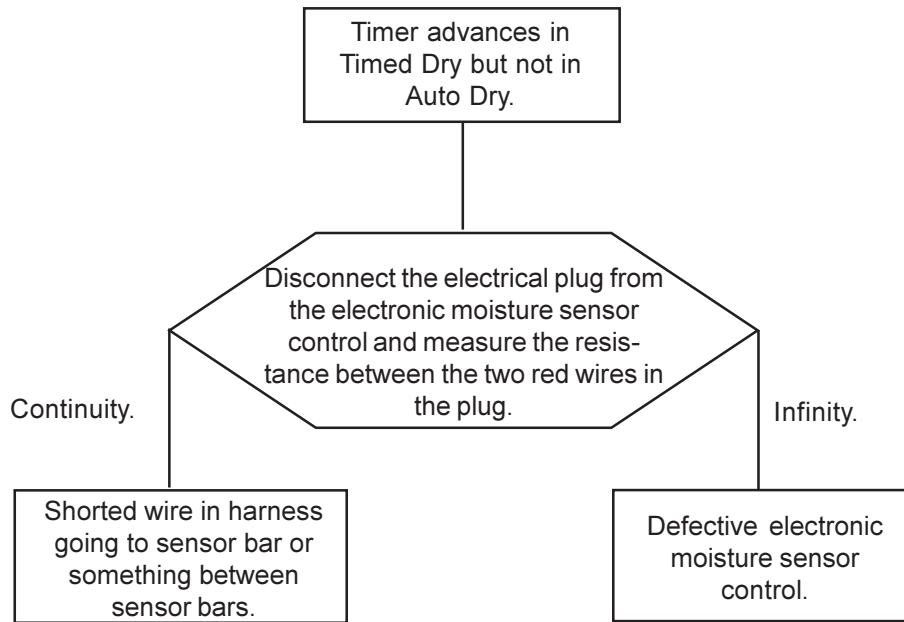 Timer advances in
Timed Dry but not in
Auto Dry.
Disconnect the electrical plug from
the electronic moisture sensor
control and measure the resis-
tance between the two red wires in
the plug.
Continuity.
Infinity.
Shorted wire in harness
going to sensor bar or
something between
sensor bars.
Defective electronic
moisture sensor
control.